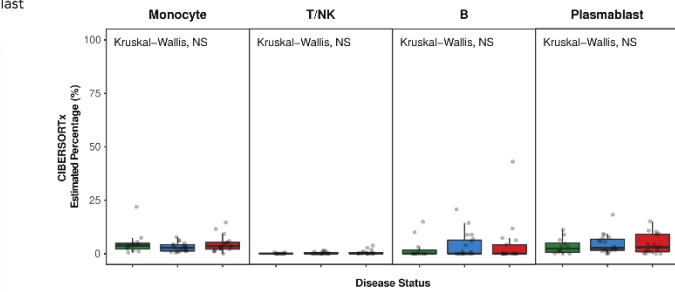 last
Monocyte T/NK B Plasmablast
Kruskal–Wallis, NS Kruskal–Wallis, NS Kruskal–Wallis, NS Kruskal–Wallis, NS
CIBERSORTx
Estimated Percentage (%)
100
75
50
25
0
Disease Status